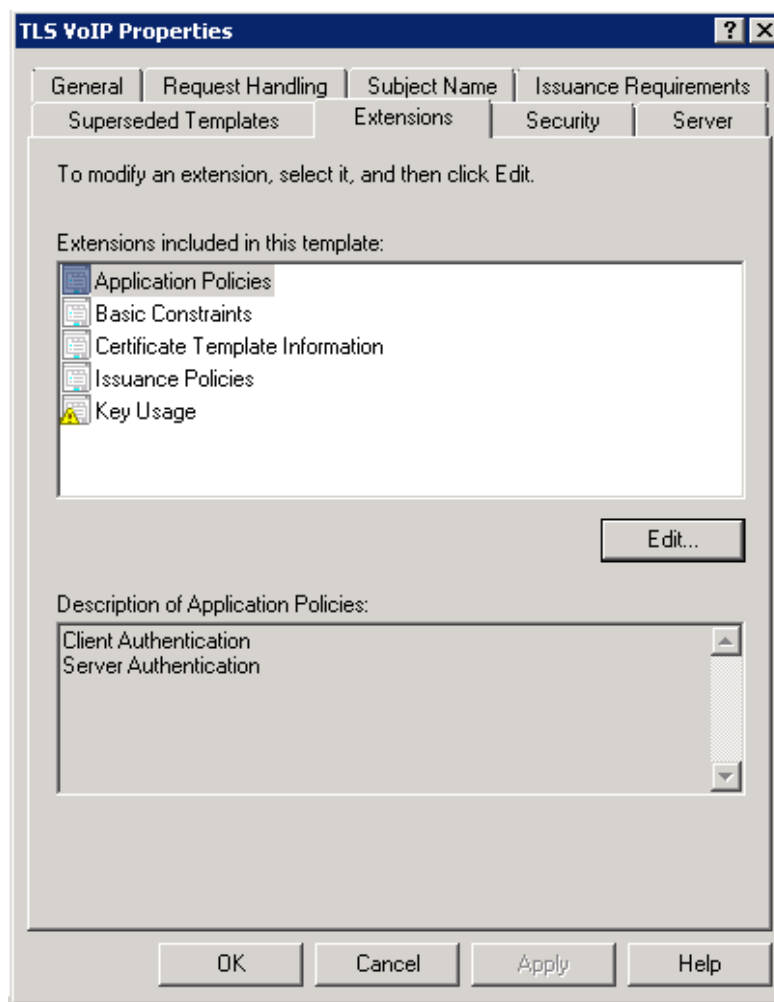 TLS VoIP Properties
General
Request Handling
Subject Name
Issuance Requirements
Superseded Templates
Extensions
Security
Server
To modify an extension, select it, and then click Edit.
Extensions included in this template:
Application Policies
Basic Constraints
Certificate Template Information
Issuance Policies
Key Usage
Edit...
Description of Application Policies:
Client Authentication
Server Authentication
OK
Cancel
Apply
Help